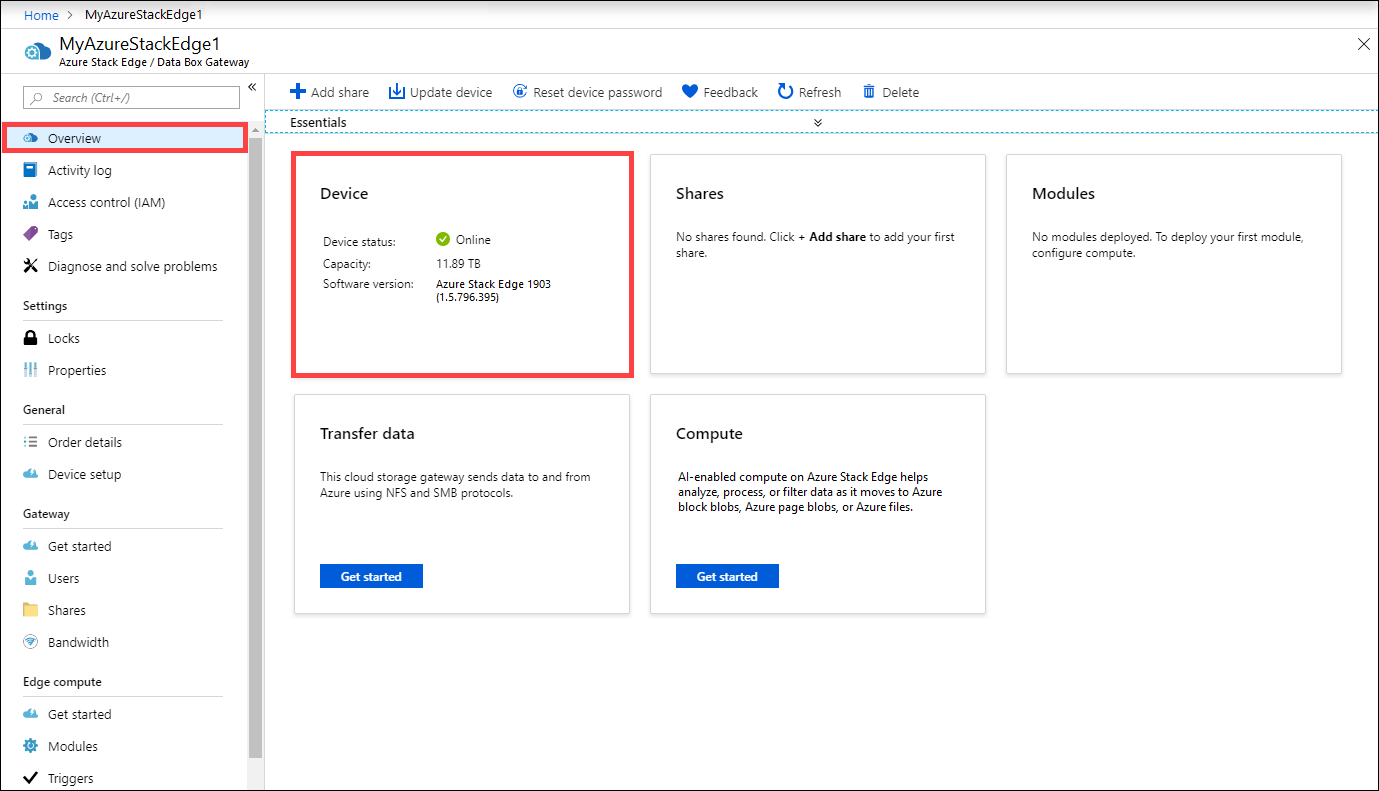 Home > MyAzureStackEdge1
MyAzureStackEdge1
Azure Stack Edge / Data Box Gateway
Search (Ctrl+/)
Overview
Activity log
Access control (IAM)
Tags
Diagnose and solve problems
Settings
Locks
Properties
General
Order details
Device setup
Gateway
Get started
Users
Shares
Bandwidth
Edge compute
Get started
Modules
Triggers
Add share
Update device
Reset device password
Feedback
Refresh
Delete
Essentials
Device
Device status: Online
Capacity: 11.89 TB
Software version: Azure Stack Edge 1903
(1.5.796.395)
Shares
No shares found. Click + Add share to add your first
share.
Modules
No modules deployed. To deploy your first module,
configure compute.
Transfer data
This cloud storage gateway sends data to and from
Azure using NFS and SMB protocols.
Get started
Compute
AI-enabled compute on Azure Stack Edge helps
analyze, process, or filter data as it moves to Azure
block blobs, Azure page blobs, or Azure files.
Get started